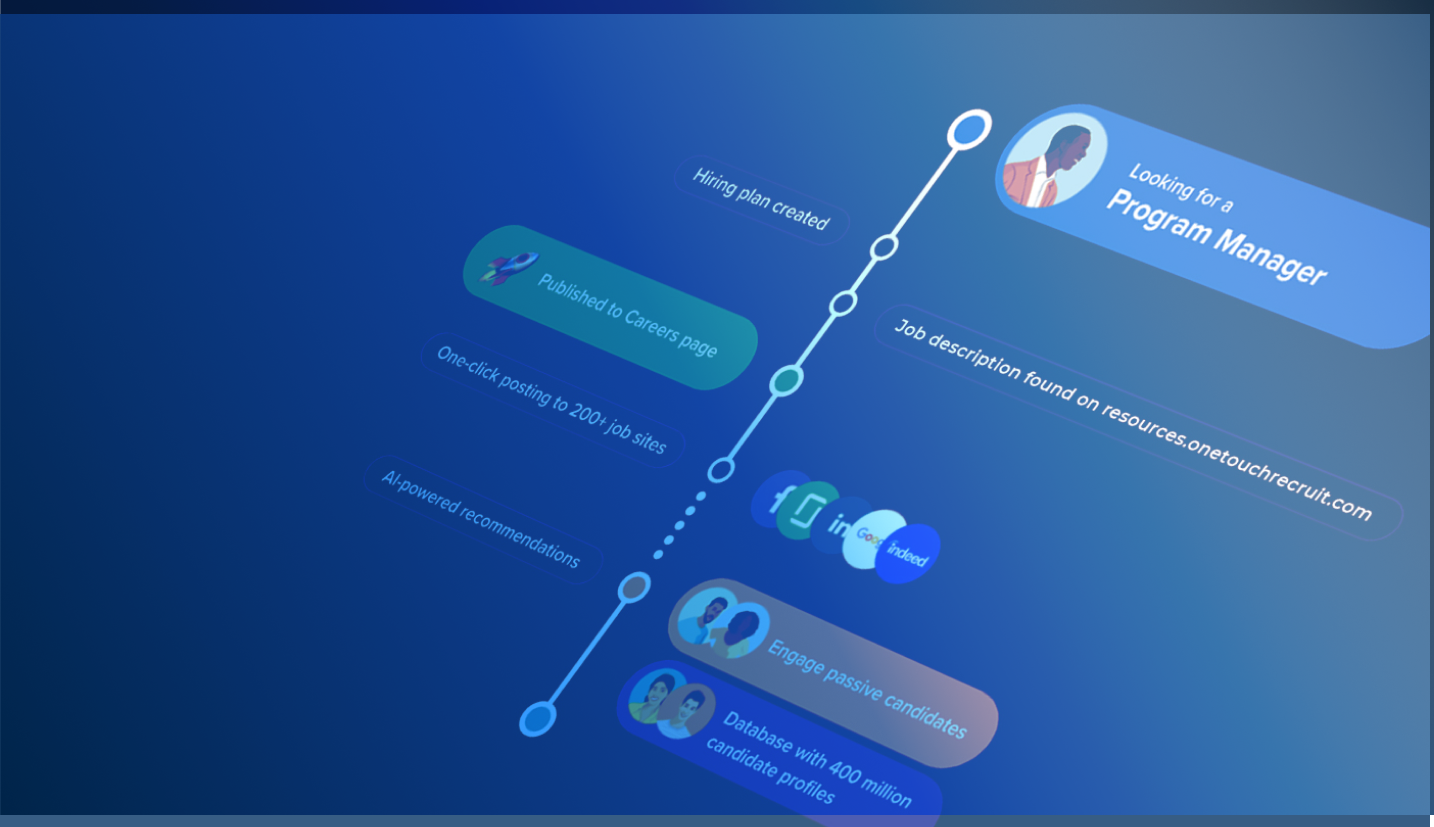 Looking for a
Program Manager
Hiring plan created
Job description found on resources.onetouchrecruit.com
Published to Careers page
One-click posting to 200+ job sites
f
in
Goog
indeed
AI-powered recommendations
Engage passive candidates
Database with 400 million
candidate profiles